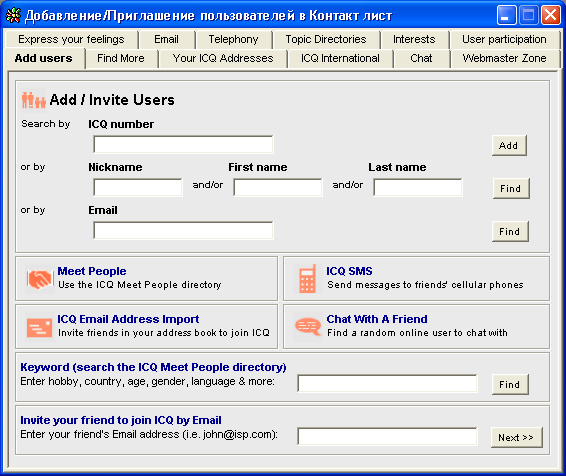 Добавление/Приглашение пользователей в Контакт лист
Express your feelings Email Telephony Topic Directories Interests User participation
Add users Find More Your ICQ Addresses ICQ International Chat Webmaster Zone
Add / Invite Users
Search by ICQ number
Add
or by Nickname First name Last name
and/or and/or Find
or by Email
Find
Meet People
Use the ICQ Meet People directory
ICQ SMS
Send messages to friends' cellular phones
ICQ Email Address Import
Invite friends in your address book to join ICQ
Chat With A Friend
Find a random online user to chat with
Keyword (search the ICQ Meet People directory)
Enter hobby, country, age, gender, language & more:
Find
Invite your friend to join ICQ by Email
Enter your friend's Email address (i.e. john@isp.com):
Next >>